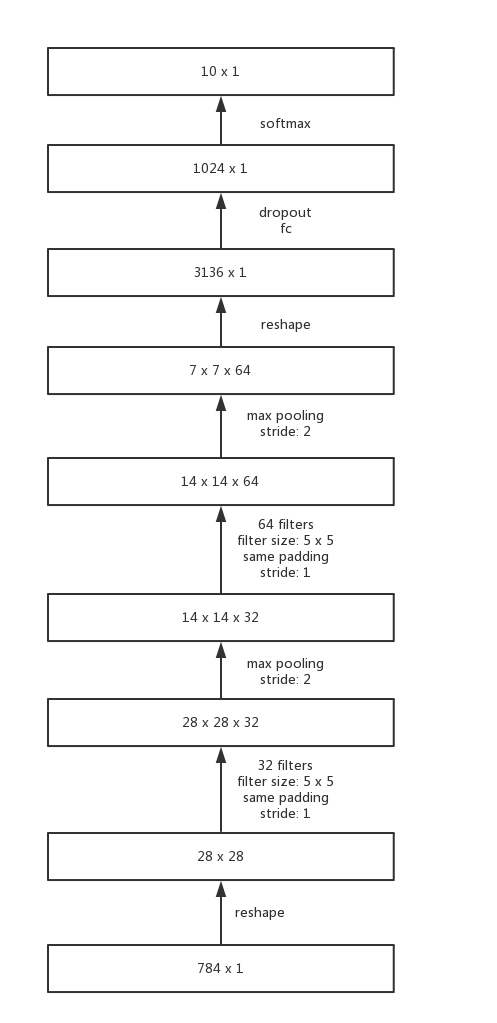 10 x 1
softmax
1024 x 1
dropout
fc
3136 x 1
reshape
7 x 7 x 64
max pooling
stride: 2
14 x 14 x 64
64 filters
filter size: 5 x 5
same padding
stride: 1
14 x 14 x 32
max pooling
stride: 2
28 x 28 x 32
32 filters
filter size: 5 x 5
same padding
stride: 1
28 x 28
reshape
784 x 1